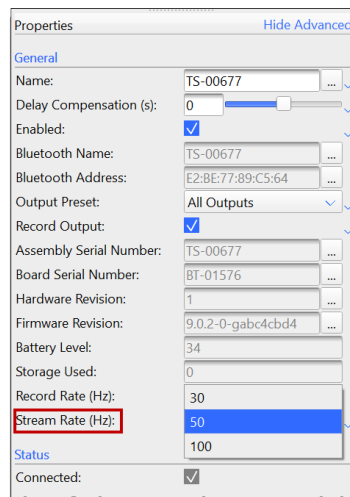 Properties Hide Advanced
General
Name: TS-00677 ...
Delay Compensation (s): 0
Enabled:
Bluetooth Name: TS-00677 ...
Bluetooth Address: E2:BE:77:89:C5:64 ...
Output Preset: All Outputs
Record Output:
Assembly Serial Number: TS-00677 ...
Board Serial Number: BT-01576 ...
Hardware Revision: 1 ...
Firmware Revision: 9.0.2-0-gabc4cbd4 ...
Battery Level: 34
Storage Used: 0
Record Rate (Hz): 30
Stream Rate (Hz): 50
100
Status
Connected: